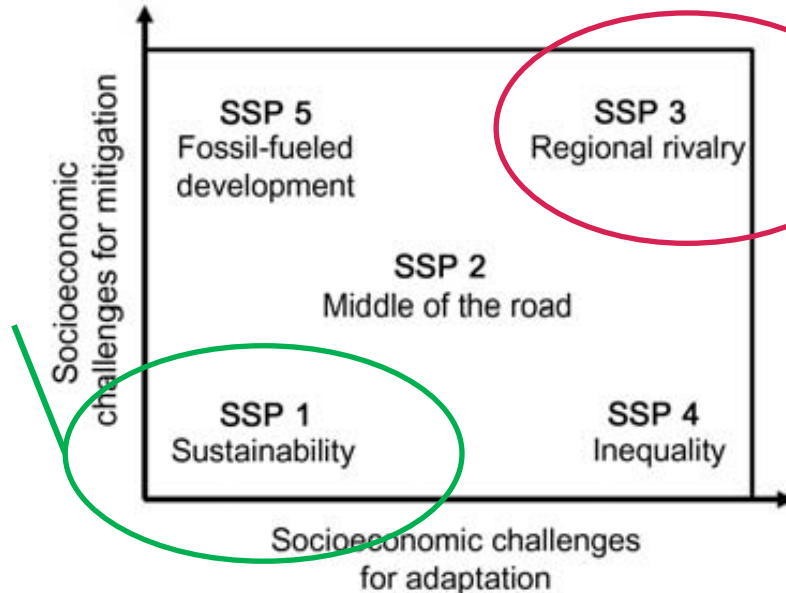 SSP 5
Fossil-fueled
development
SSP 3
Regional rivalry
SSP 2
Middle of the road
SSP 1
Sustainability
SSP 4
Inequality
Socioeconomic
challenges for mitigation
Socioeconomic challenges
for adaptation